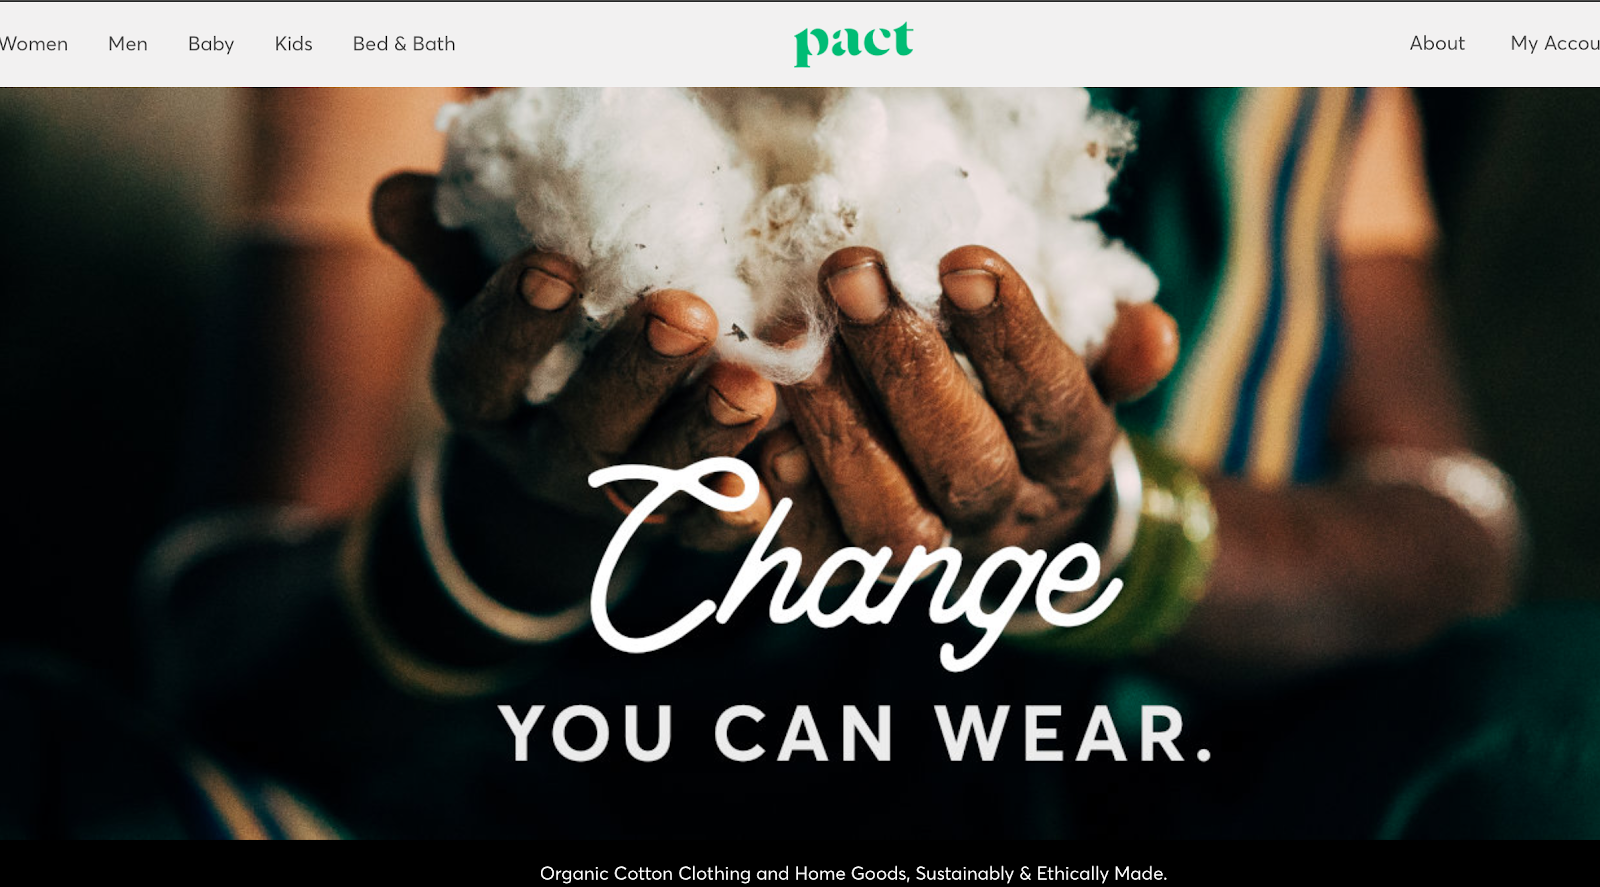 Women Men Baby Kids Bed & Bath pact About My Accou
Change
YOU CAN WEAR.
Organic Cotton Clothing and Home Goods, Sustainably & Ethically Made.